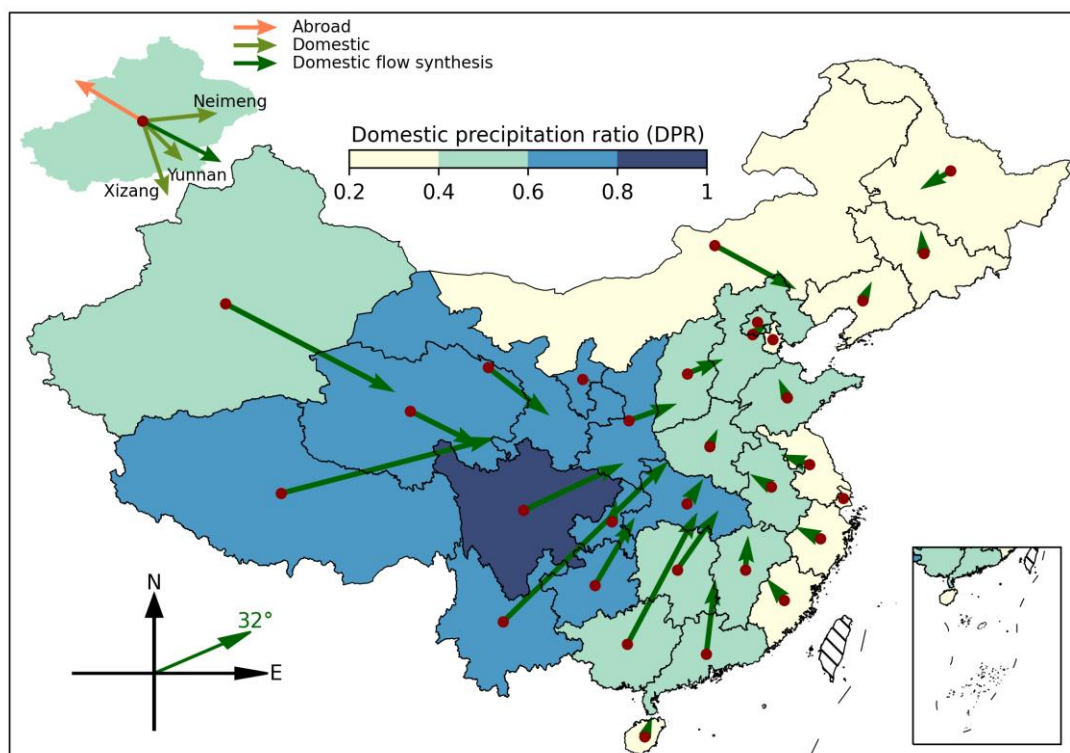 Abroad
Domestic
Domestic flow synthesis
Neimeng
Yunnan
Xizang
Domestic precipitation ratio (DPR)
0.2 0.4 0.6 0.8 1
N
32°
E